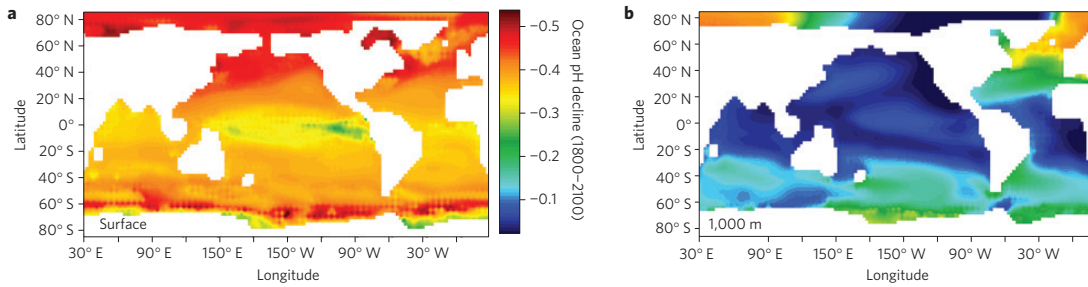 a
80° N
60° N
40° N
20° N
0°
20° S
40° S
60° S
80° S
Latitude
Surface
30° E
90° E
150° E
150° W
90° W
30° W
Longitude
−0.5
−0.4
−0.3
−0.2
−0.1
Ocean pH decline (1800–2100)
b
80° N
60° N
40° N
20° N
0°
20° S
40° S
60° S
80° S
Latitude
1,000 m
30° E
90° E
150° E
150° W
90° W
30° W
Longitude